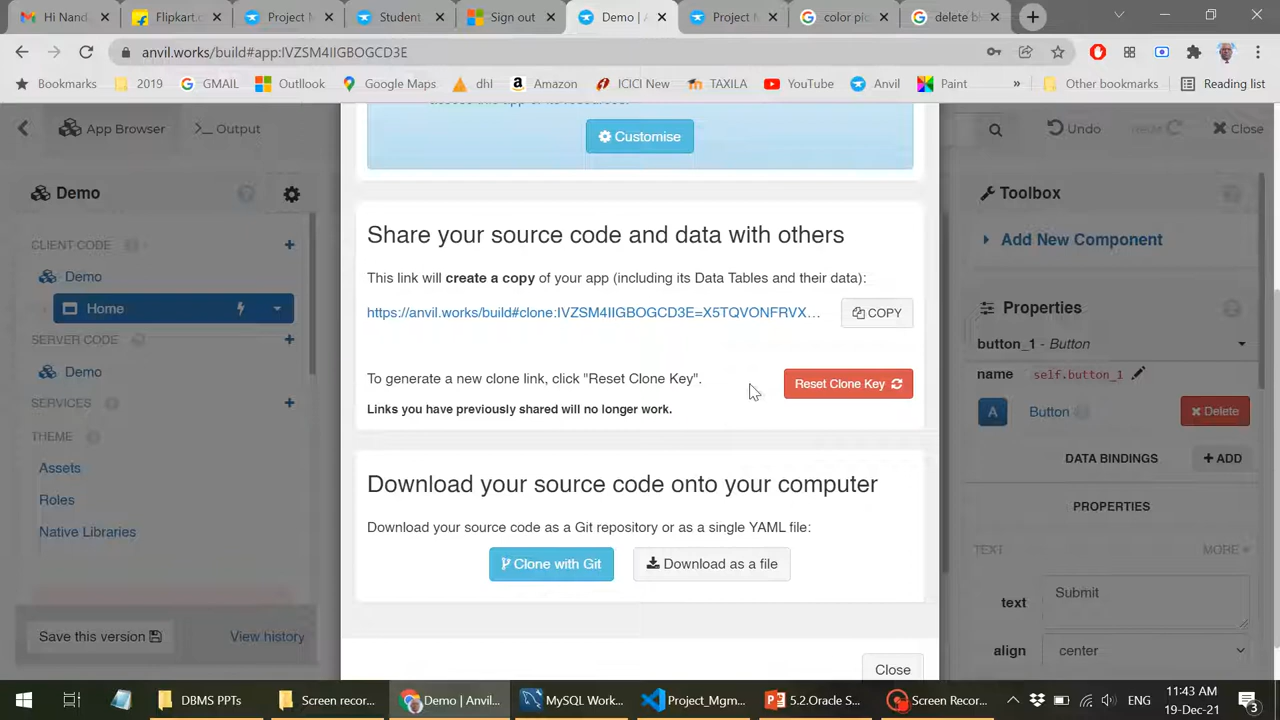 Hi Nand
Flipkart.c
Project M
Student
Sign out
Demo | A
Project M
color pic
delete b
anvil.works/build#app:IVZSM4IIGBOGCD3E
Bookmarks
2019
GMAIL
Outllook
Google Maps
dhl
Amazon
ICICI New
TAXILA
YouTube
Anvil
Paint
»
Other bookmarks
Reading list
App Browser
Output
Customise
Undo
Close
Demo
Toolbox
Share your source code and data with others
CLIENT CODE
Add New Component
Demo
This link will create a copy of your app (including its Data Tables and their data):
Home
https://anvil.works/build#clone:IVZSM4IIGBOGCD3E=X5TQVONFRVX...
COPY
Properties
SERVER CODE
button_1 - Button
Demo
To generate a new clone link, click "Reset Clone Key".
Reset Clone Key
name self.button_1
SERVICES
Links you have previously shared will no longer work.
A Button
Delete
THEME
DATA BINDINGS
+ ADD
Assets
Download your source code onto your computer
PROPERTIES
Roles
Download your source code as a Git repository or as a single YAML file:
Native Libraries
TEXT
MORE
Clone with Git
Download as a file
text
Submit
Save this version
View history
align
center
Close
DBMS PPTs
Screen recor...
Demo | Anvil...
MySQL Work...
Project_Mgm...
5.2.Oracle S...
Screen Recor...
ENG
11:43 AM
19-Dec-21
3